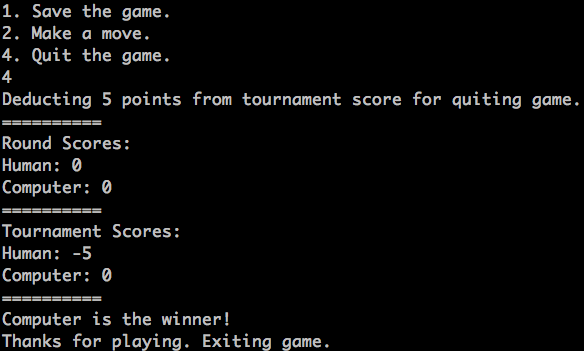 1. Save the game.
2. Make a move.
4. Quit the game.
4
Deducting 5 points from tournament score for quiting game.
==========
Round Scores:
Human: 0
Computer: 0
==========
Tournament Scores:
Human: -5
Computer: 0
==========
Computer is the winner!
Thanks for playing. Exiting game.